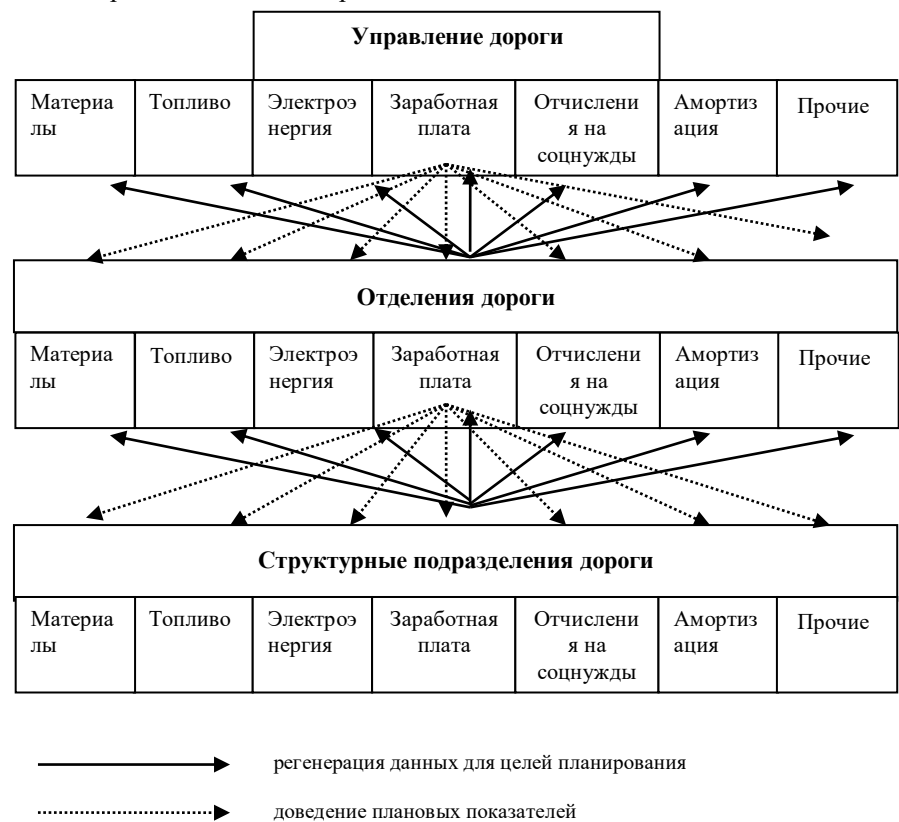 Управление дороги
Материа
лы
Топливо
Электроэ
нергия
Заработная
плата
Отчислени
я на
соцнужды
Амортиз
ация
Прочие
Отделения дороги
Материа
лы
Топливо
Электроэ
нергия
Заработная
плата
Отчислени
я на
соцнужды
Амортиз
ация
Прочие
Структурные подразделения дороги
Материа
лы
Топливо
Электроэ
нергия
Заработная
плата
Отчислени
я на
соцнужды
Амортиз
ация
Прочие
регенерация данных для целей планирования
доведение плановых показателей